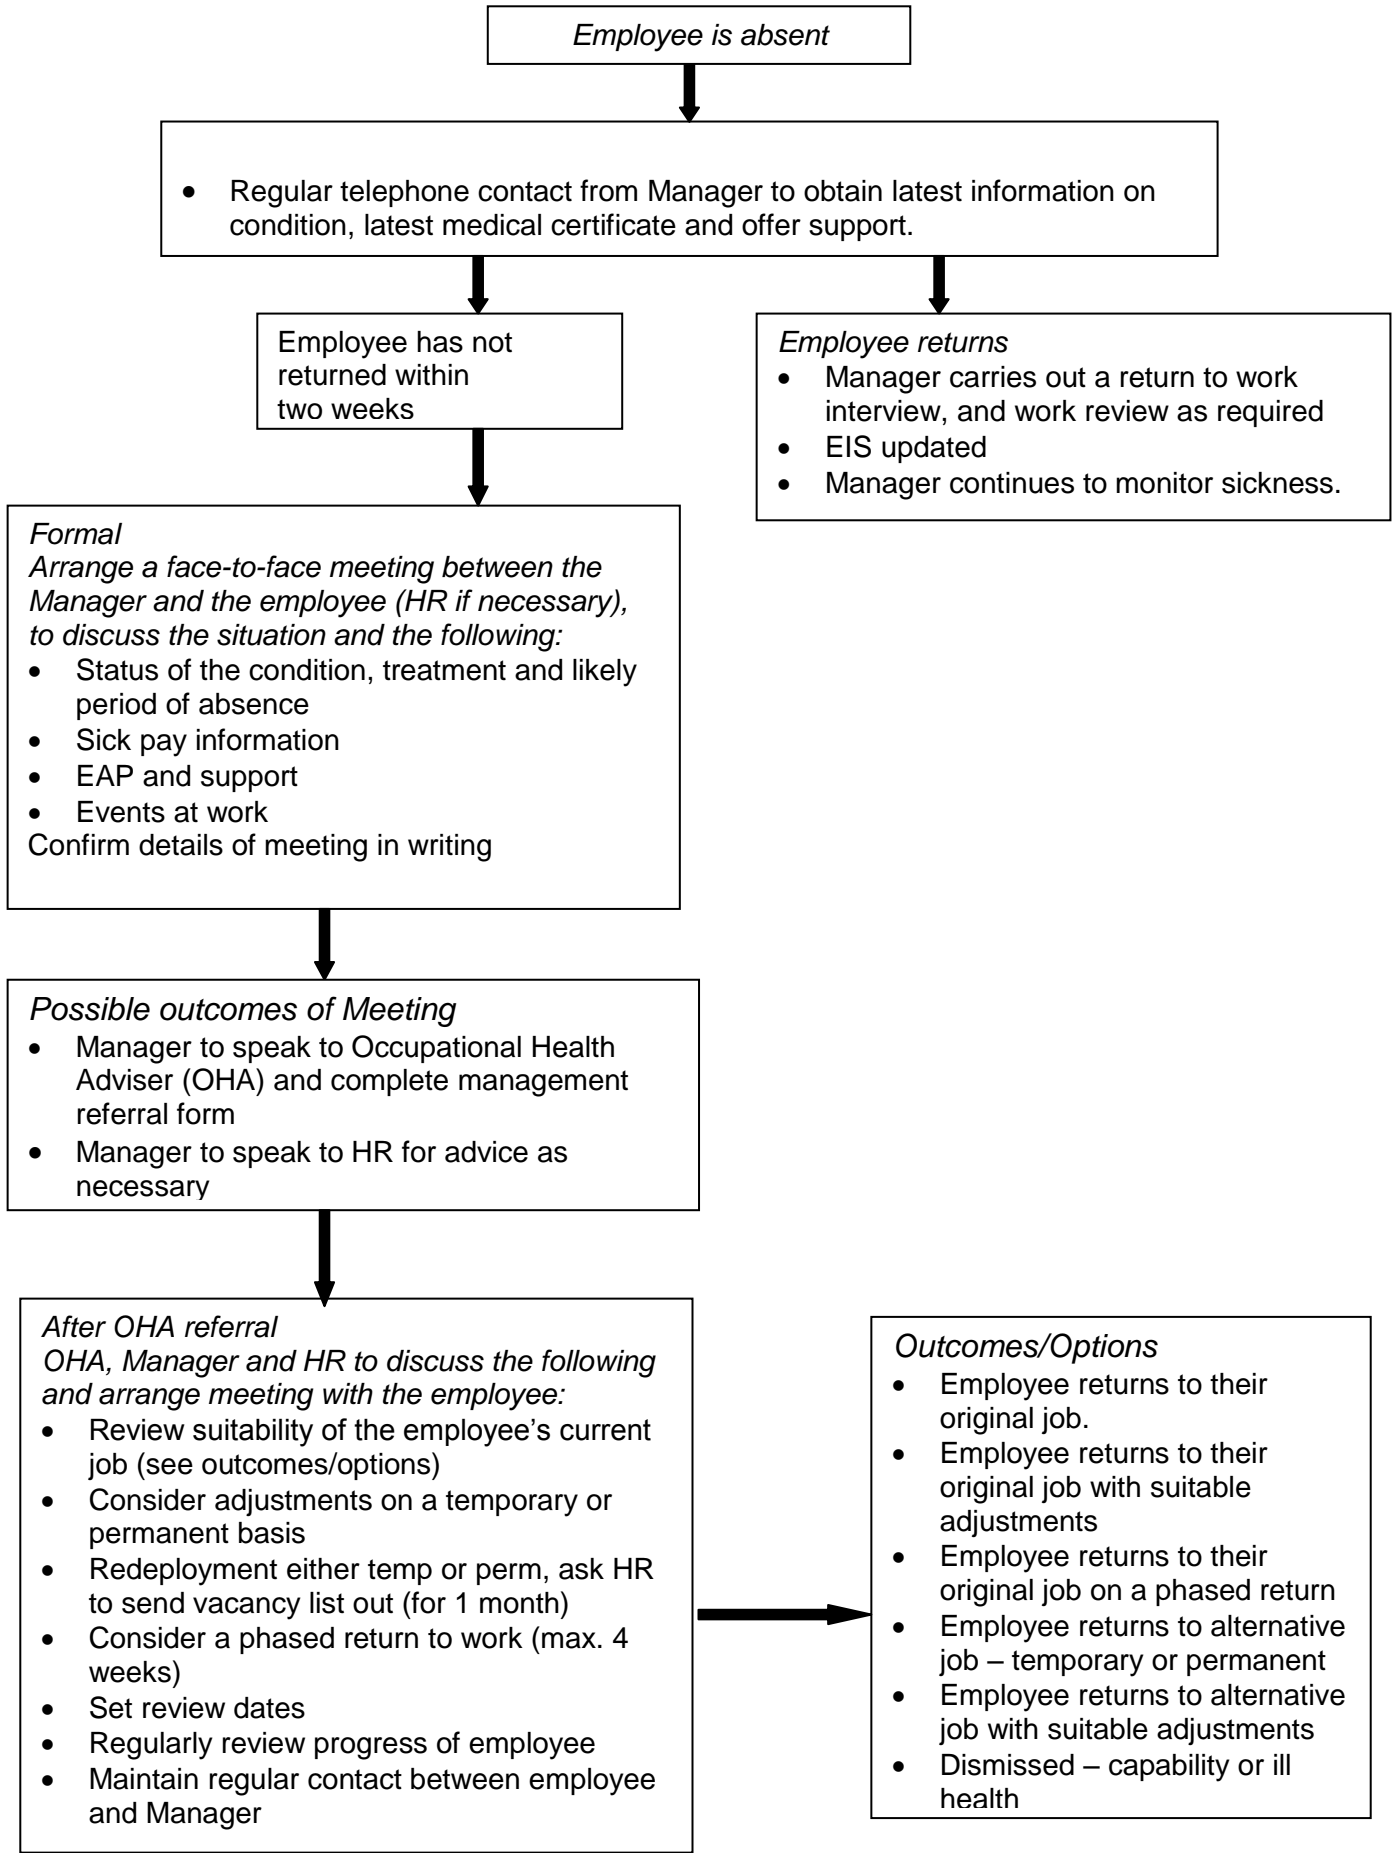 Employee is absent
• Regular telephone contact from Manager to obtain latest information on
condition, latest medical certificate and offer support.
Employee has not
returned within
two weeks
Employee returns
• Manager carries out a return to work
interview, and work review as required
• EIS updated
• Manager continues to monitor sickness.
Formal
Arrange a face-to-face meeting between the
Manager and the employee (HR if necessary),
to discuss the situation and the following:
• Status of the condition, treatment and likely
period of absence
• Sick pay information
• EAP and support
• Events at work
Confirm details of meeting in writing
Possible outcomes of Meeting
• Manager to speak to Occupational Health
Adviser (OHA) and complete management
referral form
• Manager to speak to HR for advice as
necessary
After OHA referral
OHA, Manager and HR to discuss the following
and arrange meeting with the employee:
• Review suitability of the employee’s current
job (see outcomes/options)
• Consider adjustments on a temporary or
permanent basis
• Redeployment either temp or perm, ask HR
to send vacancy list out (for 1 month)
• Consider a phased return to work (max. 4
weeks)
• Set review dates
• Regularly review progress of employee
• Maintain regular contact between employee
and Manager
Outcomes/Options
• Employee returns to their
original job.
• Employee returns to their
original job with suitable
adjustments
• Employee returns to their
original job on a phased return
• Employee returns to alternative
job – temporary or permanent
• Employee returns to alternative
job with suitable adjustments
• Dismissed – capability or ill
health